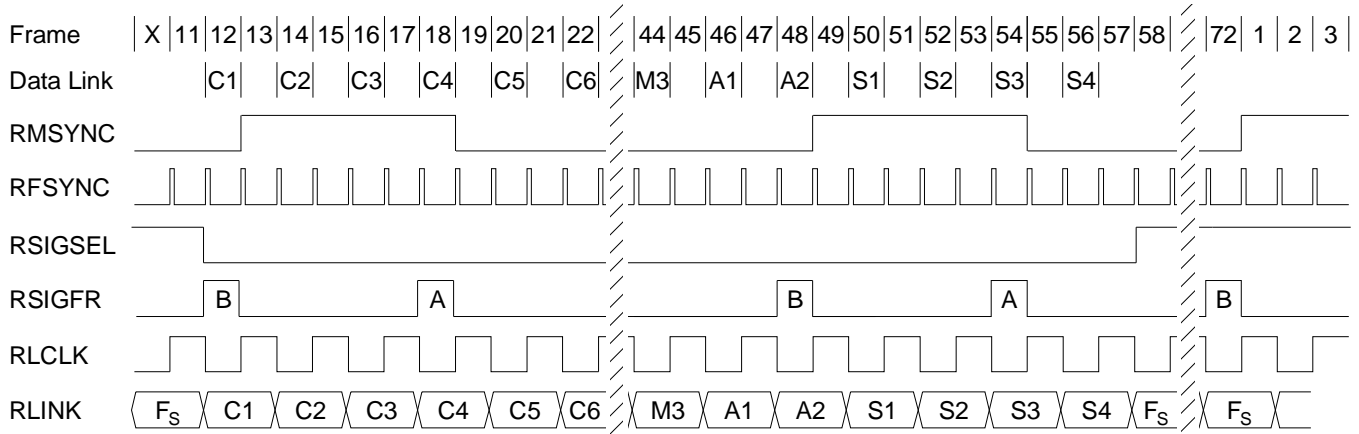 Frame X 11 12 13 14 15 16 17 18 19 20 21 22 44 45 46 47 48 49 50 51 52 53 54 55 56 57 58 72 1 2 3
Data Link C1 C2 C3 C4 C5 C6 M3 A1 A2 S1 S2 S3 S4
RMSYNC
RFSYNC
RSIGSEL
RSIGFR B A B A B
RLCLK
RLINK FS C1 C2 C3 C4 C5 C6 M3 A1 A2 S1 S2 S3 S4 FS FS